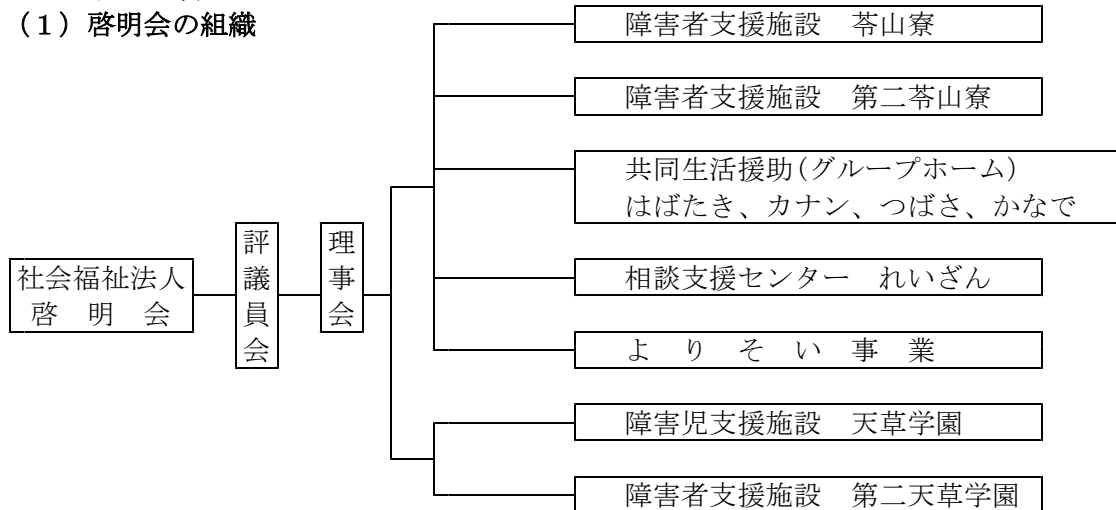 （１）啓明会の組織
障害者支援施設　苓山寮
障害者支援施設　第二苓山寮
共同生活援助(グループホーム)
はばたき、カナン、つばさ、かなで
社会福祉法人
啓　明　会
評議員会
理事会
相談支援センター　れいざん
よ　り　そ　い　事　業
障害児支援施設　天草学園
障害者支援施設　第二天草学園